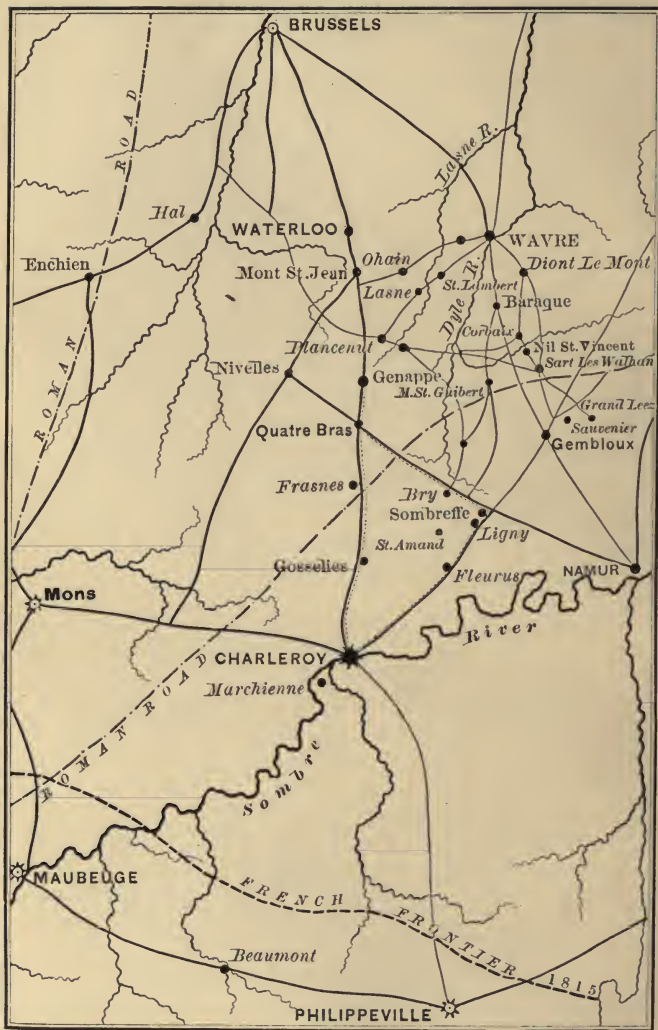 BRUSSELS
ROMAN ROAD
Lasne R.
Hal
WATERLOO
Ohain
WAVRE
Enchien
Mont St. Jean
Diont Le Mont
Lasne
St. Lambert
Dyle R.
Baraque
Plancenut
Corbaix
Nil St. Vincent
Sart Les Walhan
Nivelles
Genappe
M. St. Guibert
Grand Leez
Sauvenier
Quatre Bras
Gembloux
Frasnes
Bry
Sombreffe
Ligny
St. Amand
Gosselies
Fleurus
NAMUR
Mons
River
CHARLEROY
Marchienne
ROMAN ROAD
Sombre
MAUBEUGE
FRENCH FRONTIER 1815
Beaumont
PHILIPPEVILLE